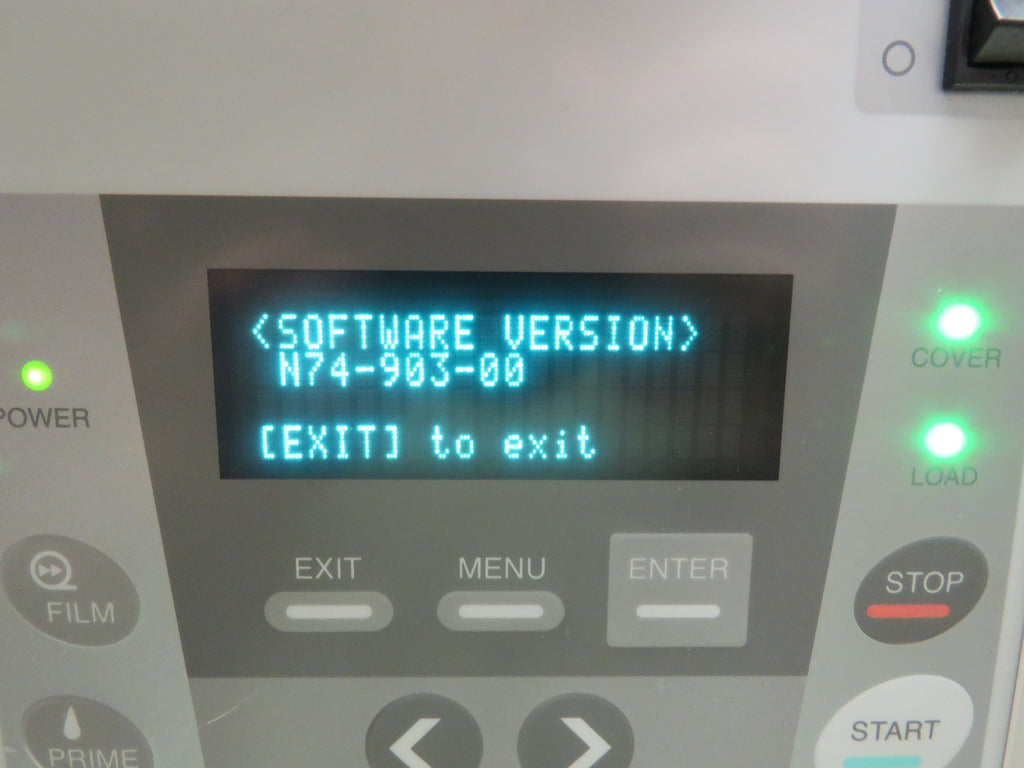 <SOFTWARE VERSION>
N74-903-00
[EXIT] to exit
COVER
POWER
LOAD
EXIT
MENU
ENTER
STOP
FILM
START
PRIME